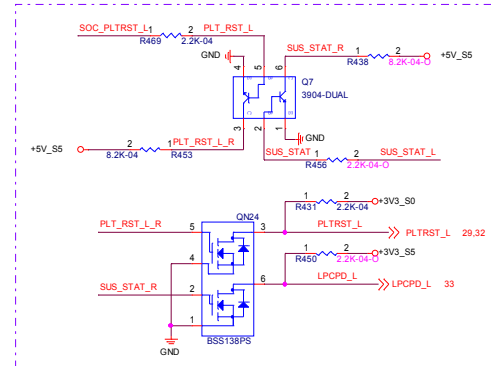 SOC_PLTRST_L 1 2 PLT_RST_L
R469 2.2K-04
GND 4 5 6 SUS_STAT_R 1 2 +5V_S5
R438 8.2K-04-O
Q7
3904-DUAL
3 2 1 GND
+5V_S5 1 2 PLT_RST_L_R
8.2K-04 R453
SUS_STAT 1 2 SUS_STAT_L
R456 2.2K-04-O
1 2 +3V3_S0
R431 2.2K-04
QN24
PLT_RST_L_R 5 3 PLTRST_L PLTRST_L 29,32
1 2 +3V3_S5
R450 2.2K-04-O
4
SUS_STAT_R 2 6 LPCPD_L LPCPD_L 33
1
GND BSS138PS